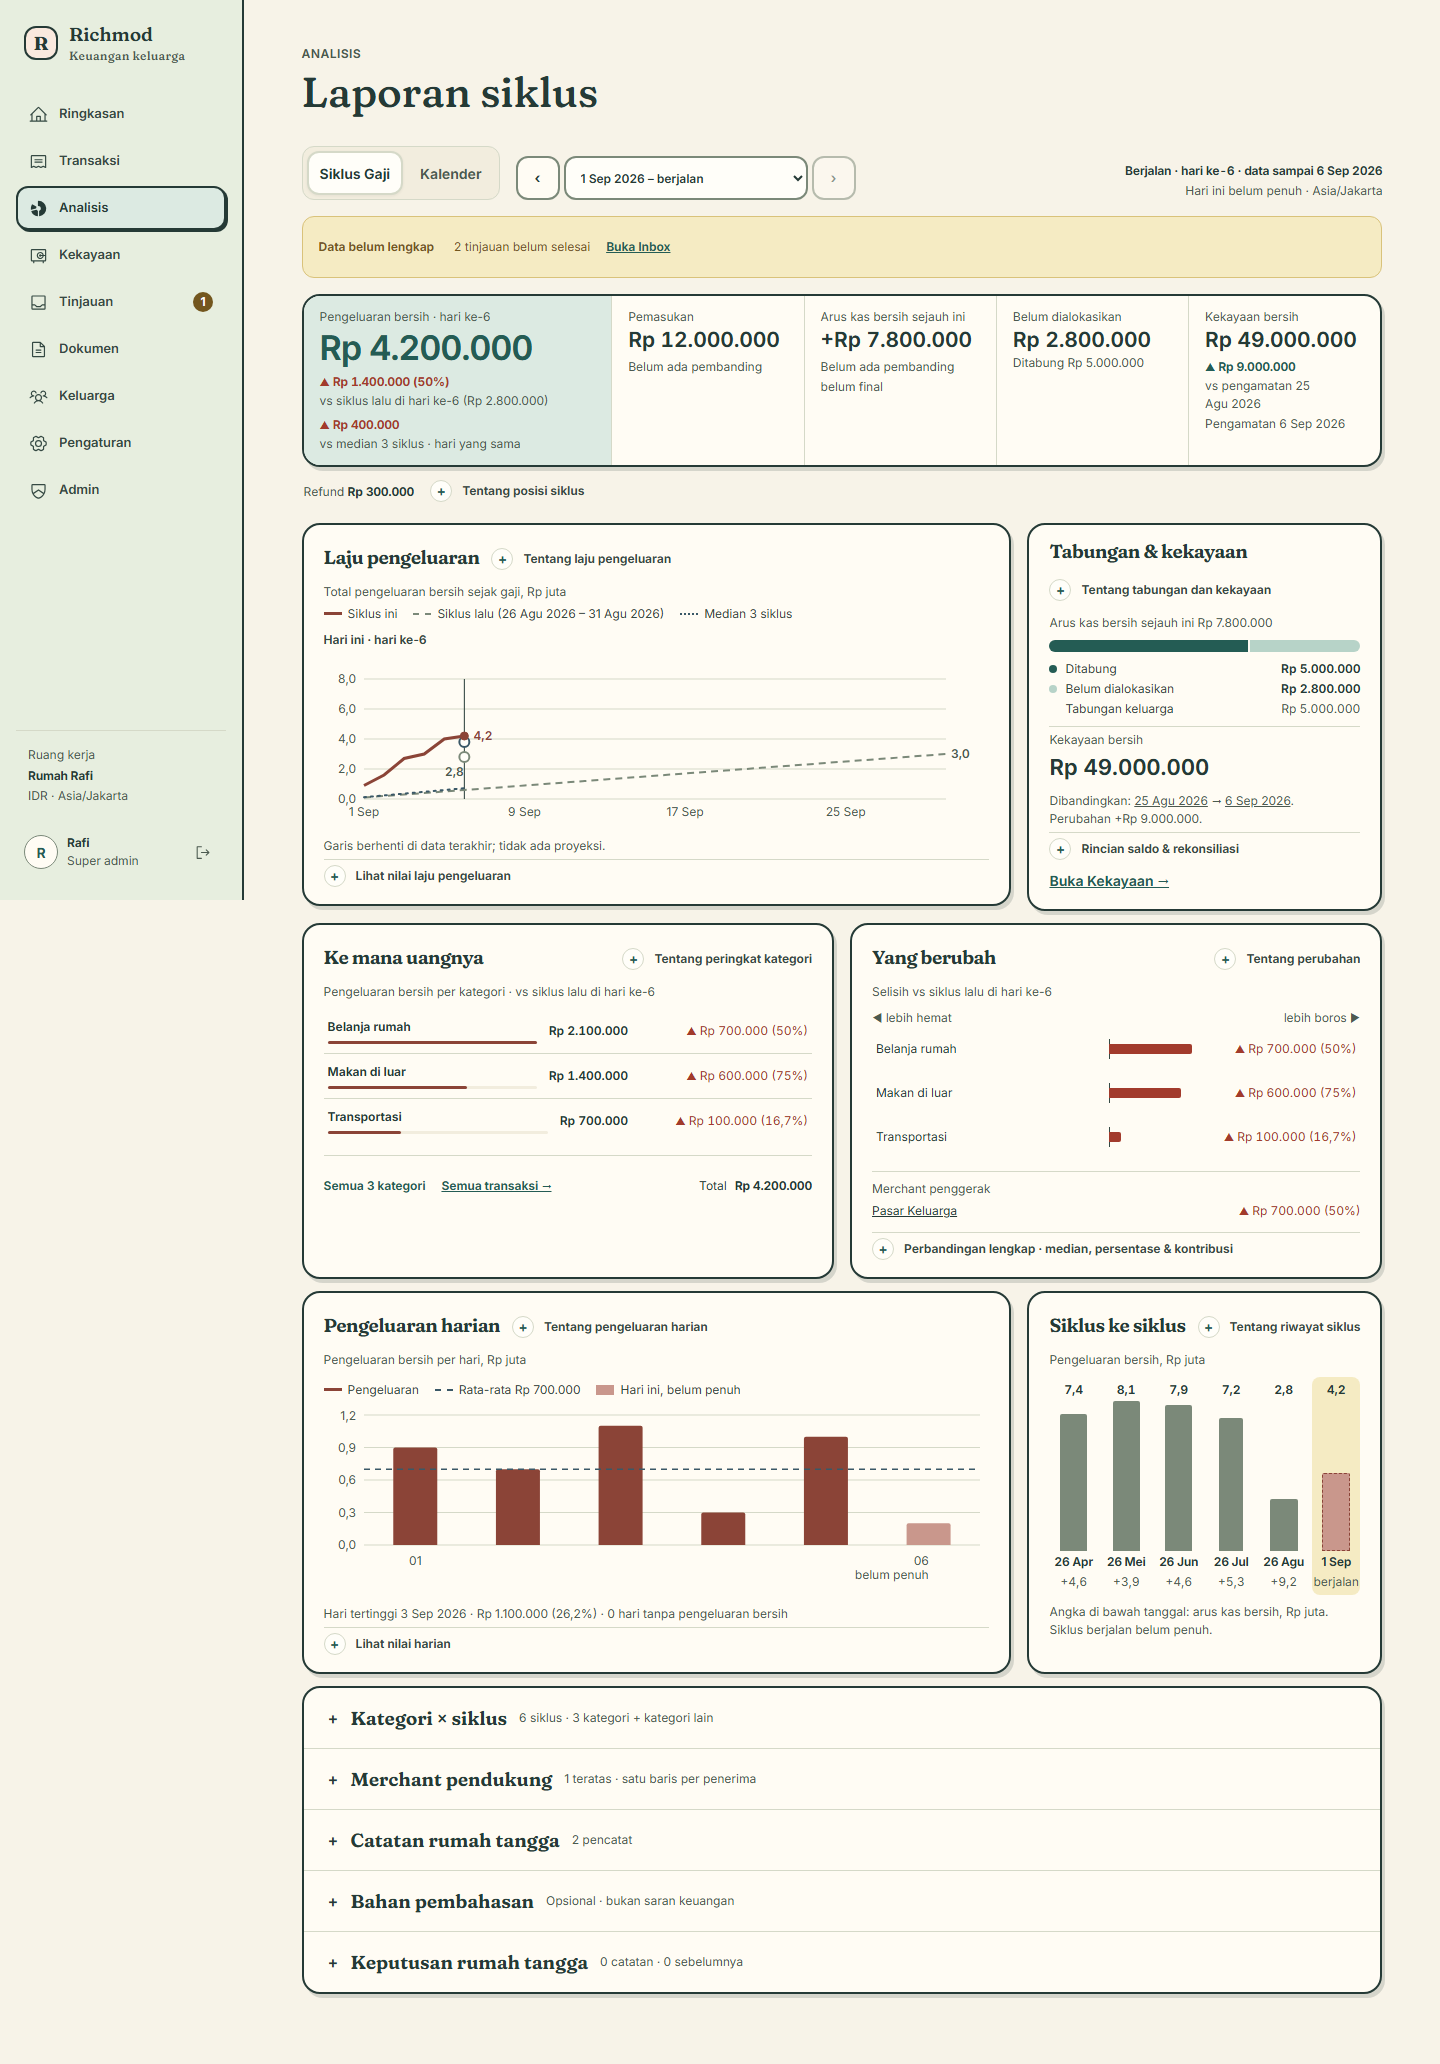 R
Richmod
Keuangan keluarga
Ringkasan
Transaksi
Analisis
Kekayaan
Tinjauan
1
Dokumen
Keluarga
Pengaturan
Admin
Ruang kerja
Rumah Rafi
IDR · Asia/Jakarta
R
Rafi
Super admin
ANALISIS
Laporan siklus
Siklus Gaji
Kalender
‹
1 Sep 2026 – berjalan
›
Berjalan · hari ke-6 · data sampai 6 Sep 2026
Hari ini belum penuh · Asia/Jakarta
Data belum lengkap 2 tinjauan belum selesai Buka Inbox
Pengeluaran bersih · hari ke-6
Rp 4.200.000
▲ Rp 1.400.000 (50%)
vs siklus lalu di hari ke-6 (Rp 2.800.000)
▲ Rp 400.000
vs median 3 siklus · hari yang sama
Pemasukan
Rp 12.000.000
Belum ada pembanding
Arus kas bersih sejauh ini
+Rp 7.800.000
Belum ada pembanding
belum final
Belum dialokasikan
Rp 2.800.000
Ditabung Rp 5.000.000
Kekayaan bersih
Rp 49.000.000
▲ Rp 9.000.000
vs pengamatan 25
Agu 2026
Pengamatan 6 Sep 2026
Refund Rp 300.000 + Tentang posisi siklus
Laju pengeluaran + Tentang laju pengeluaran
Total pengeluaran bersih sejak gaji, Rp juta
Siklus ini Siklus lalu (26 Agu 2026 – 31 Agu 2026) Median 3 siklus
Hari ini · hari ke-6
8,0
6,0
4,0
2,0
0,0
4,2
2,8
3,0
1 Sep 9 Sep 17 Sep 25 Sep
Garis berhenti di data terakhir; tidak ada proyeksi.
+ Lihat nilai laju pengeluaran
Tabungan & kekayaan
+ Tentang tabungan dan kekayaan
Arus kas bersih sejauh ini Rp 7.800.000
Ditabung Rp 5.000.000
Belum dialokasikan Rp 2.800.000
Tabungan keluarga Rp 5.000.000
Kekayaan bersih
Rp 49.000.000
Dibandingkan: 25 Agu 2026 → 6 Sep 2026.
Perubahan +Rp 9.000.000.
+ Rincian saldo & rekonsiliasi
Buka Kekayaan →
Ke mana uangnya + Tentang peringkat kategori
Pengeluaran bersih per kategori · vs siklus lalu di hari ke-6
Belanja rumah Rp 2.100.000 ▲ Rp 700.000 (50%)
Makan di luar Rp 1.400.000 ▲ Rp 600.000 (75%)
Transportasi Rp 700.000 ▲ Rp 100.000 (16,7%)
Semua 3 kategori Semua transaksi → Total Rp 4.200.000
Yang berubah + Tentang perubahan
Selisih vs siklus lalu di hari ke-6
◀ lebih hemat lebih boros ▶
Belanja rumah ▲ Rp 700.000 (50%)
Makan di luar ▲ Rp 600.000 (75%)
Transportasi ▲ Rp 100.000 (16,7%)
Merchant penggerak
Pasar Keluarga ▲ Rp 700.000 (50%)
+ Perbandingan lengkap · median, persentase & kontribusi
Pengeluaran harian + Tentang pengeluaran harian
Pengeluaran bersih per hari, Rp juta
Pengeluaran Rata-rata Rp 700.000 Hari ini, belum penuh
1,2
0,9
0,6
0,3
0,0
01 06
belum penuh
Hari tertinggi 3 Sep 2026 · Rp 1.100.000 (26,2%) · 0 hari tanpa pengeluaran bersih
+ Lihat nilai harian
Siklus ke siklus + Tentang riwayat siklus
Pengeluaran bersih, Rp juta
7,4 8,1 7,9 7,2 2,8 4,2
26 Apr 26 Mei 26 Jun 26 Jul 26 Agu 1 Sep
+4,6 +3,9 +4,6 +5,3 +9,2 berjalan
Angka di bawah tanggal: arus kas bersih, Rp juta.
Siklus berjalan belum penuh.
+ Kategori × siklus 6 siklus · 3 kategori + kategori lain
+ Merchant pendukung 1 teratas · satu baris per penerima
+ Catatan rumah tangga 2 pencatat
+ Bahan pembahasan Opsional · bukan saran keuangan
+ Keputusan rumah tangga 0 catatan · 0 sebelumnya